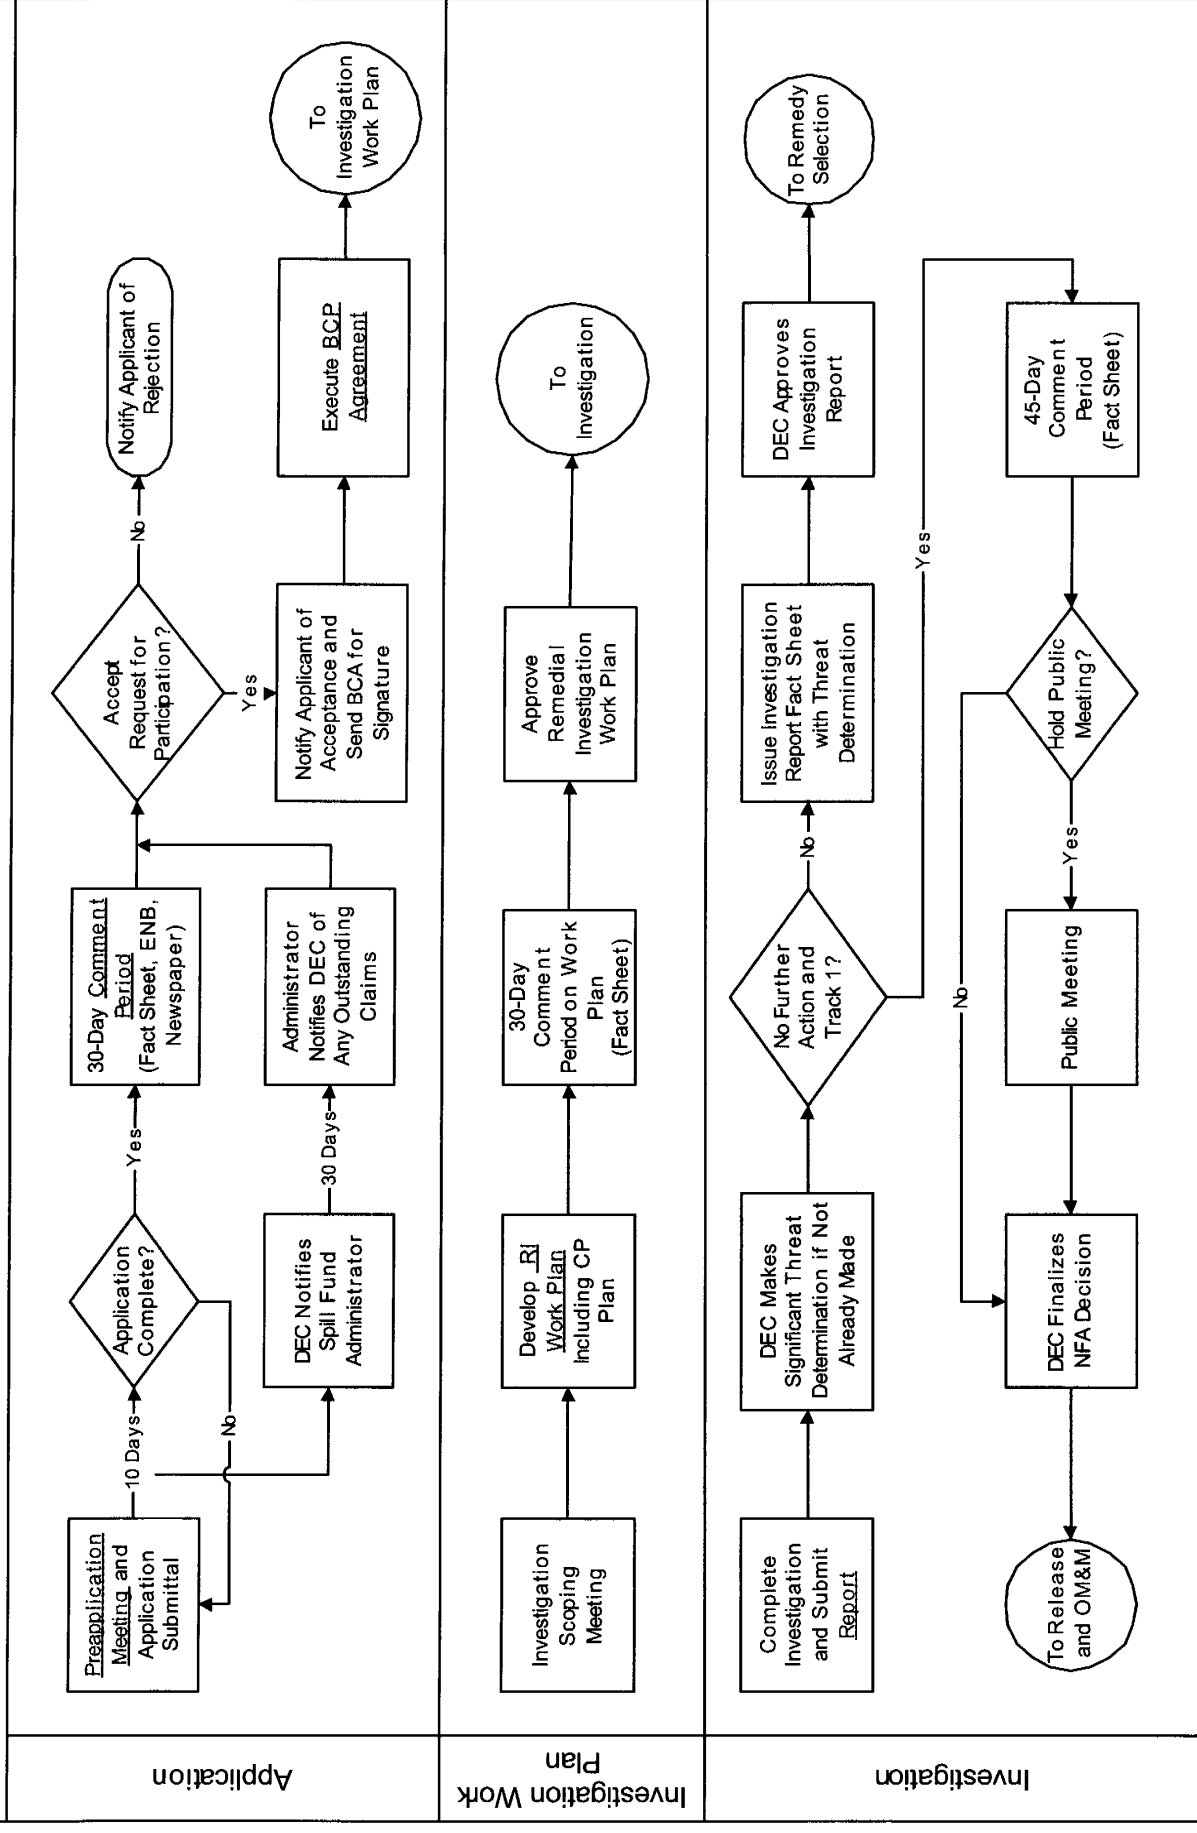 Application
Preapplication
Meeting and
Application
Submittal
10 Days
Application
Complete?
Yes
No
30-Day Comment
Period
(Fact Sheet, ENB,
Newspaper)
Accept
Request for
Participation?
No
Notify Applicant of
Rejection
DEC Notifies
Spill Fund
Administrator
30 Days
Administrator
Notifies DEC of
Any Outstanding
Claims
Yes
Notify Applicant of
Acceptance and
Send BCA for
Signature
Execute BCP
Agreement
To
Investigation
Work Plan
Investigation Work
Plan
Investigation
Scoping
Meeting
Develop RI
Work Plan
Including CP
Plan
30-Day
Comment
Period on Work
Plan
(Fact Sheet)
Approve
Remedial
Investigation
Work Plan
To
Investigation
Investigation
Complete
Investigation
and Submit
Report
DEC Makes
Significant Threat
Determination if Not
Already Made
No Further
Action and
Track 1?
No
Issue Investigation
Report Fact Sheet
with Threat
Determination
DEC Approves
Investigation
Report
To Remedy
Selection
Yes
45-Day
Comment
Period
(Fact Sheet)
Hold Public
Meeting?
No
Yes
Public Meeting
DEC Finalizes
NFA Decision
To Release
and OM&M